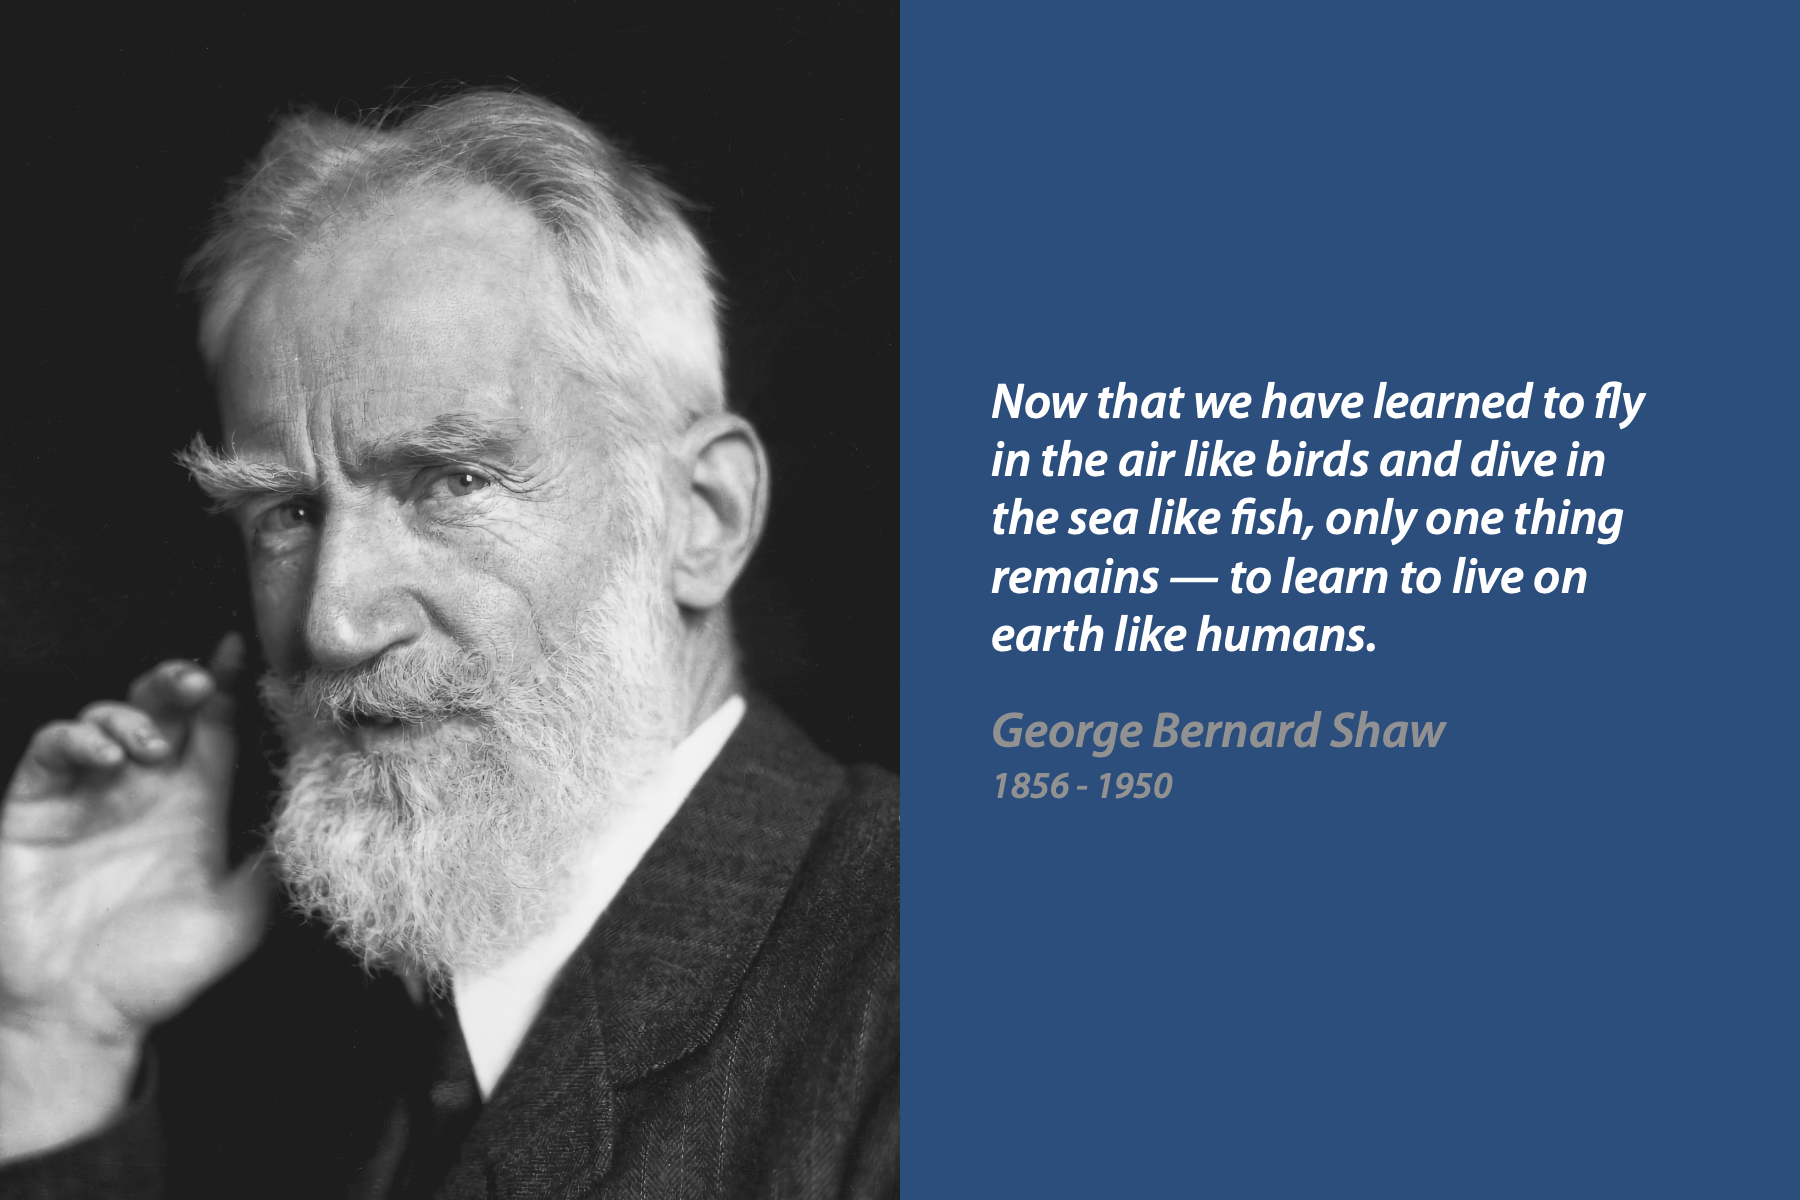 Now that we have learned to fly
in the air like birds and dive in
the sea like fish, only one thing
remains — to learn to live on
earth like humans.
George Bernard Shaw
1856 - 1950